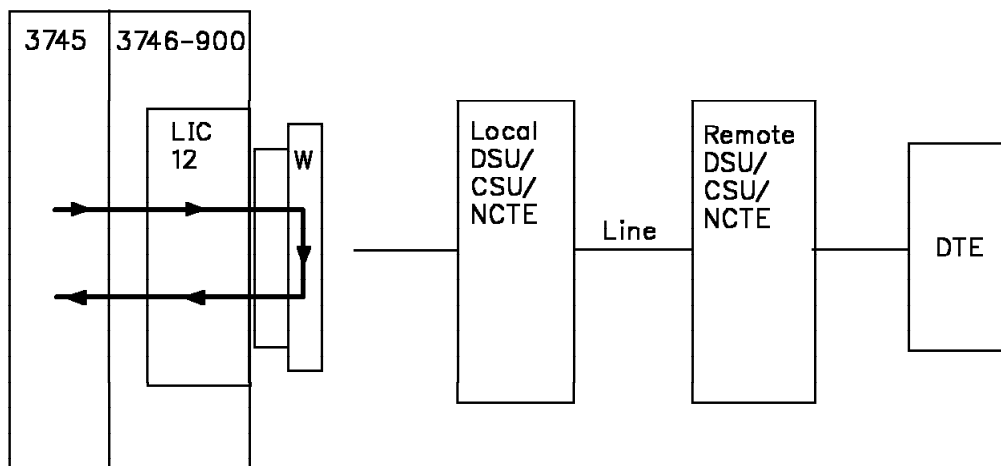 3745
3746-900
LIC
12
W
Local
DSU/
CSU/
NCTE
Line
Remote
DSU/
CSU/
NCTE
DTE